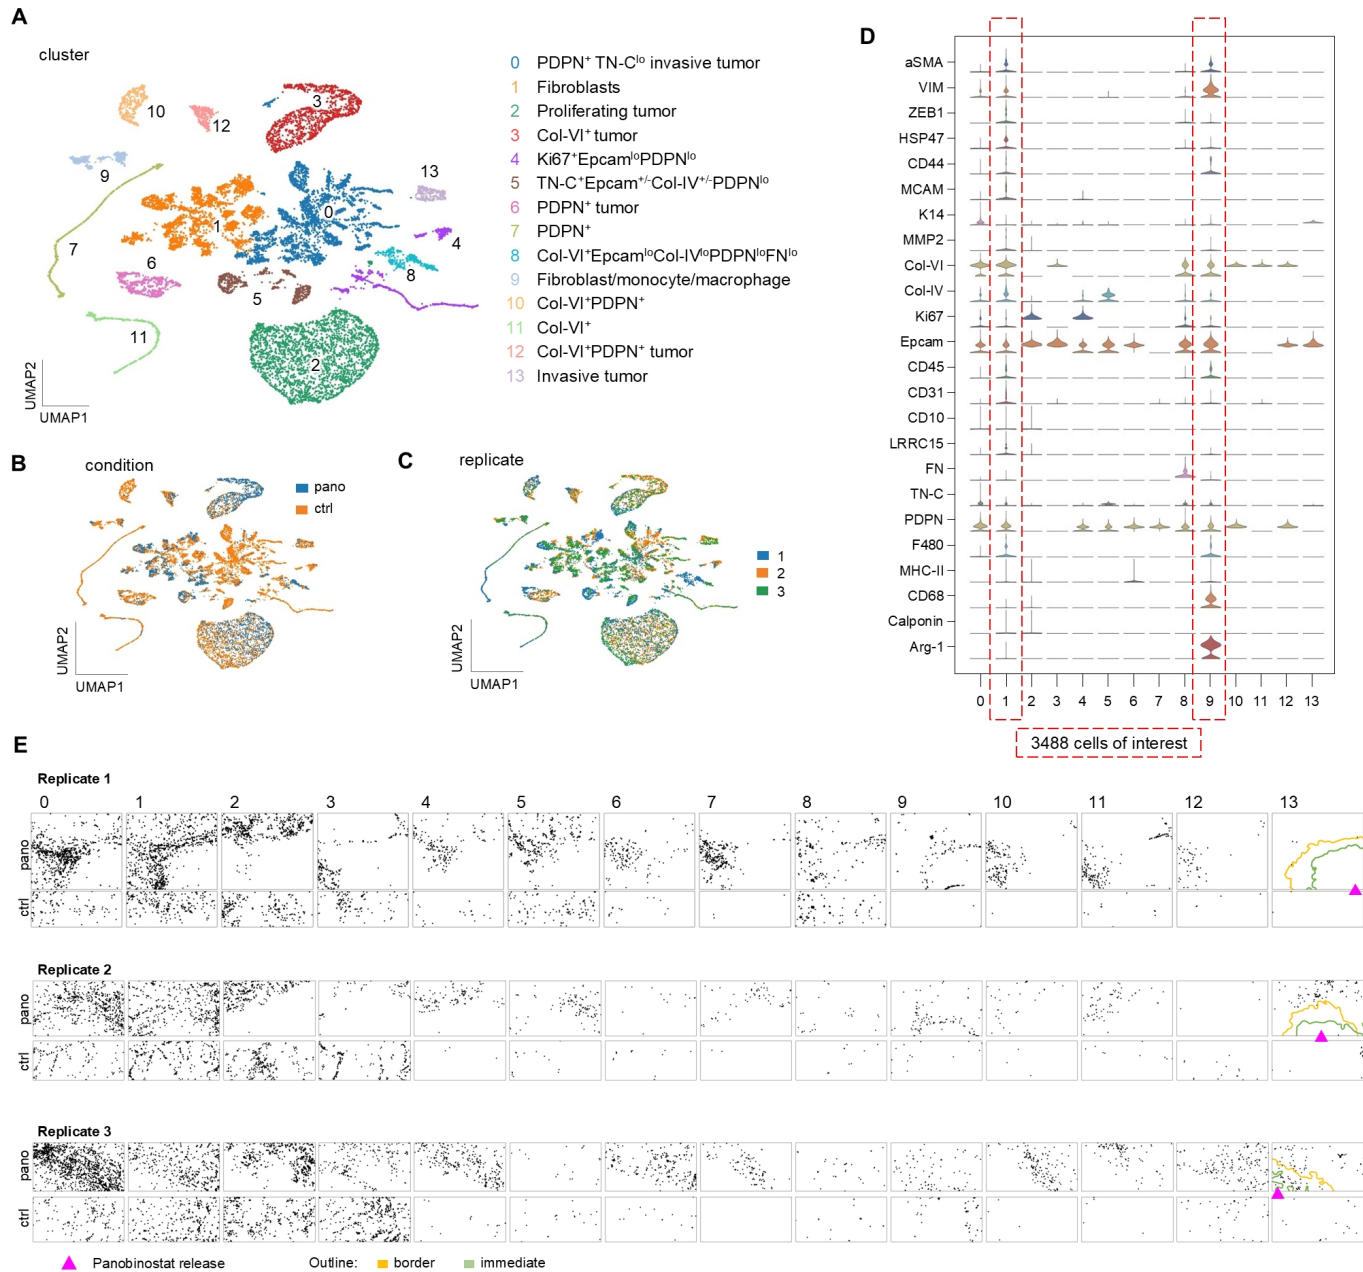 A
cluster
0 PDPN⁺ TN-Cˡᵒ invasive tumor
1 Fibroblasts
2 Proliferating tumor
3 Col-VI⁺ tumor
4 Ki67⁺EpcamˡᵒPDPNˡᵒ
5 TN-C⁺Epcam⁺/⁻Col-IV⁺/⁻PDPNˡᵒ
6 PDPN⁺ tumor
7 PDPN⁺
8 Col-VI⁺EpcamˡᵒCol-IVˡᵒPDPNˡᵒFNˡᵒ
9 Fibroblast/monocyte/macrophage
10 Col-VI⁺PDPN⁺
11 Col-VI⁺
12 Col-VI⁺PDPN⁺ tumor
13 Invasive tumor
3
10
12
9
13
0
1
4
7
6
8
5
11
2
UMAP2
UMAP1
B
condition
pano
ctrl
UMAP2
UMAP1
C
replicate
1
2
3
UMAP2
UMAP1
D
aSMA
VIM
ZEB1
HSP47
CD44
MCAM
K14
MMP2
Col-VI
Col-IV
Ki67
Epcam
CD45
CD31
CD10
LRRC15
FN
TN-C
PDPN
F480
MHC-II
CD68
Calponin
Arg-1
0 1 2 3 4 5 6 7 8 9 10 11 12 13
3488 cells of interest
E
Replicate 1
0 1 2 3 4 5 6 7 8 9 10 11 12 13
pano
ctrl
Replicate 2
pano
ctrl
Replicate 3
pano
ctrl
Panobinostat release Outline: border immediate